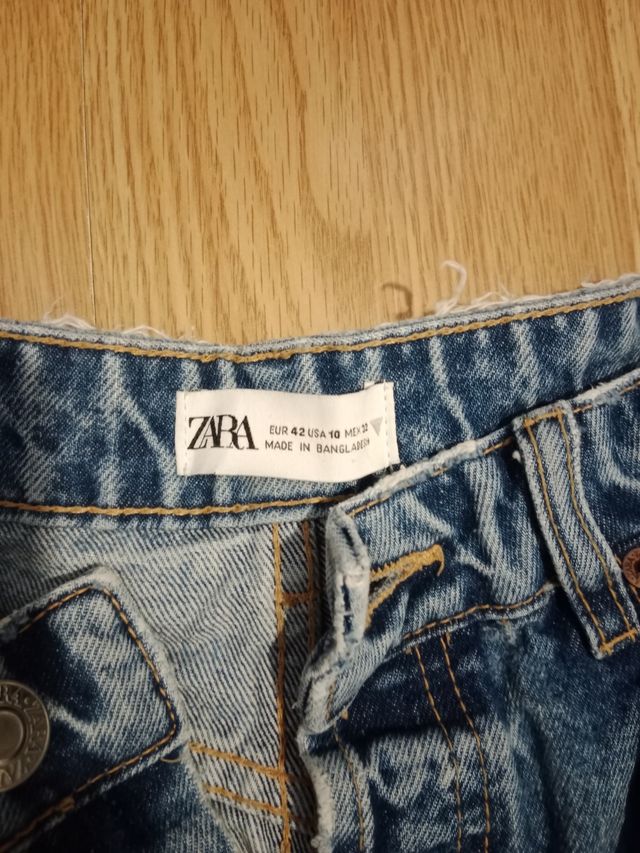 ZARA
EUR 42 USA 10 MEX 32
MADE IN BANGLADESH